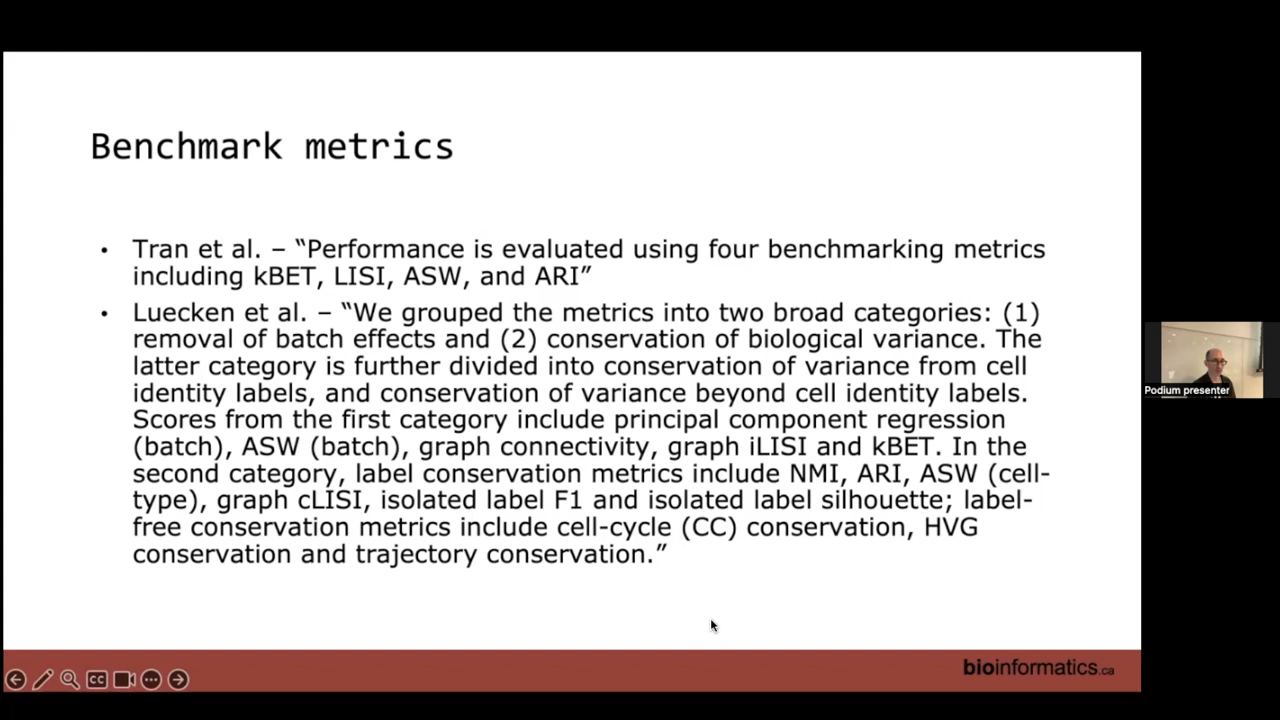 Benchmark metrics
• Tran et al. – “Performance is evaluated using four benchmarking metrics
including kBET, LISI, ASW, and ARI”
• Luecken et al. – “We grouped the metrics into two broad categories: (1)
removal of batch effects and (2) conservation of biological variance. The
latter category is further divided into conservation of variance from cell
identity labels, and conservation of variance beyond cell identity labels.
Scores from the first category include principal component regression
(batch), ASW (batch), graph connectivity, graph iLISI and kBET. In the
second category, label conservation metrics include NMI, ARI, ASW (cell-
type), graph cLISI, isolated label F1 and isolated label silhouette; label-
free conservation metrics include cell-cycle (CC) conservation, HVG
conservation and trajectory conservation.”
Podium presenter
CC
bioinformatics.ca